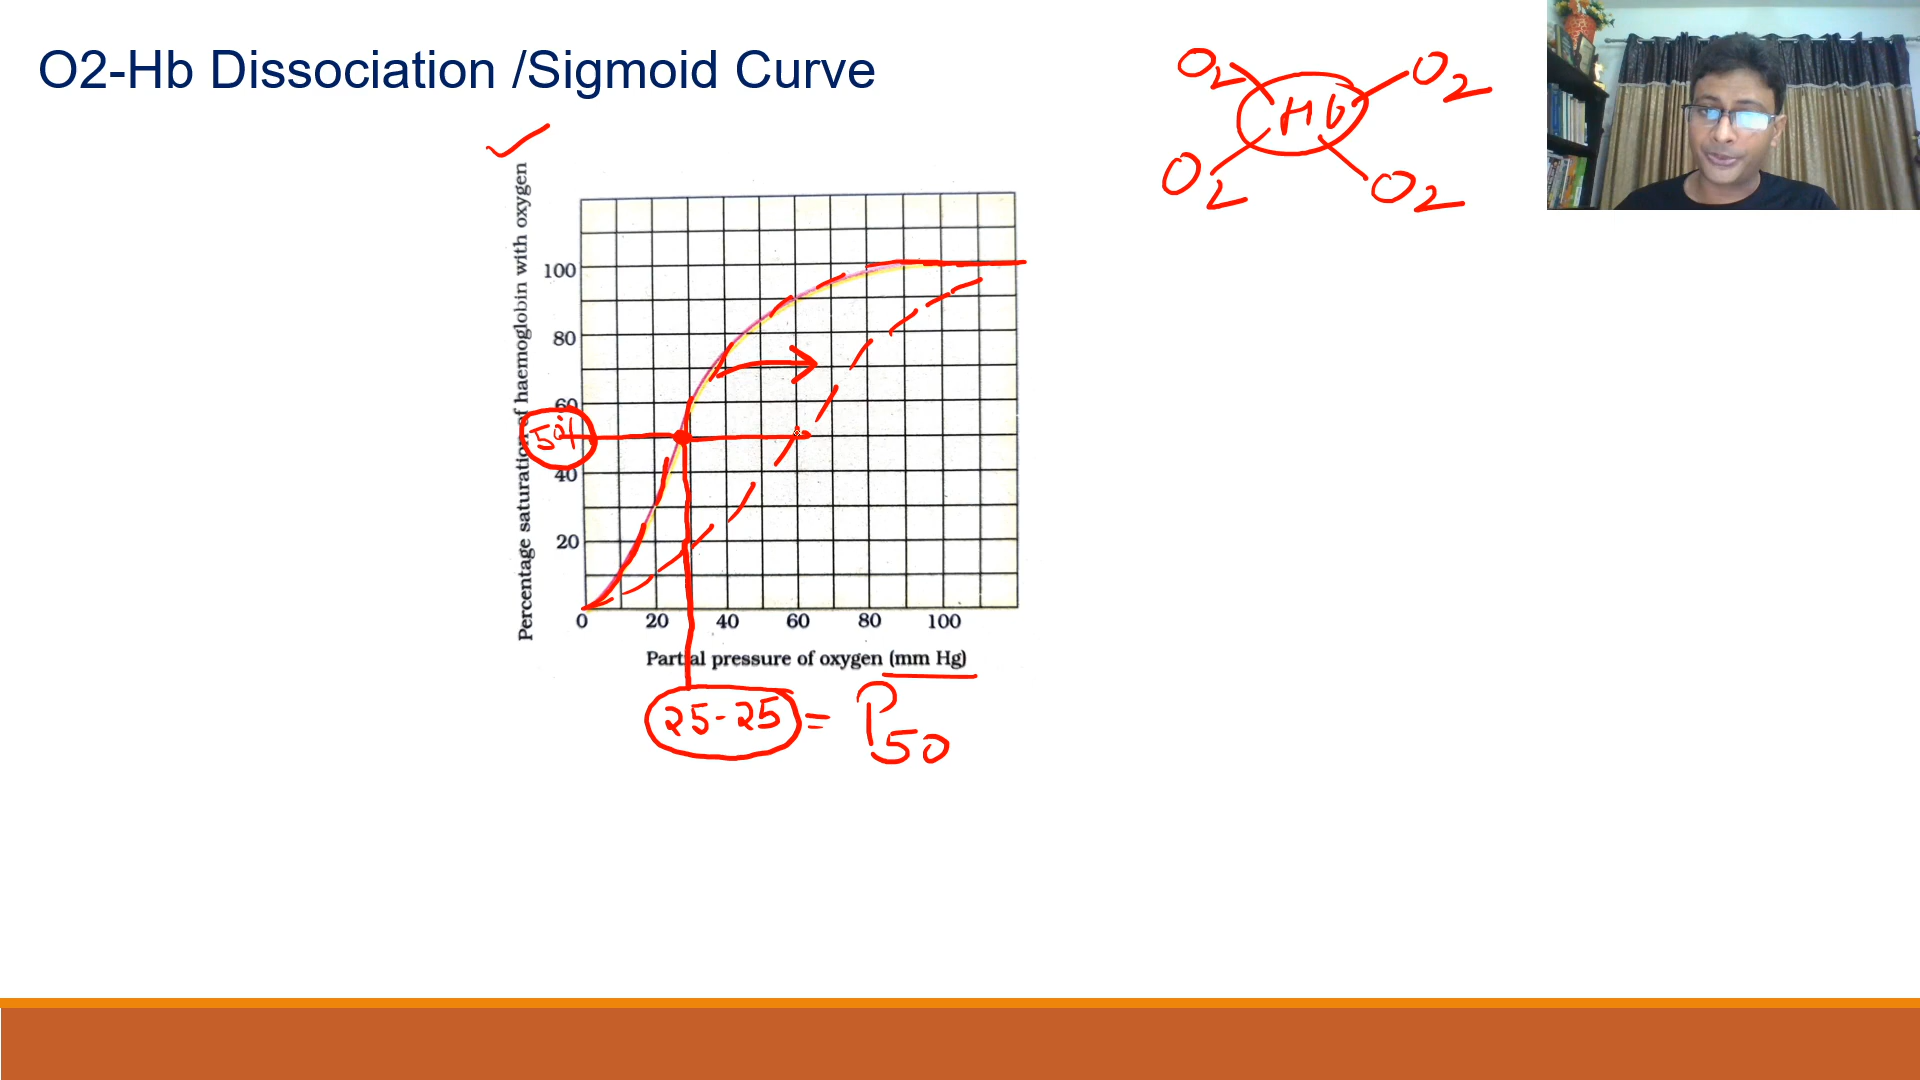 O2-Hb Dissociation /Sigmoid Curve
O2 Hb O2
O2 O2
Percentage saturation of haemoglobin with oxygen
100
80
60
50%
40
20
0 20 40 60 80 100
Partial pressure of oxygen (mm Hg)
25-25 = P50